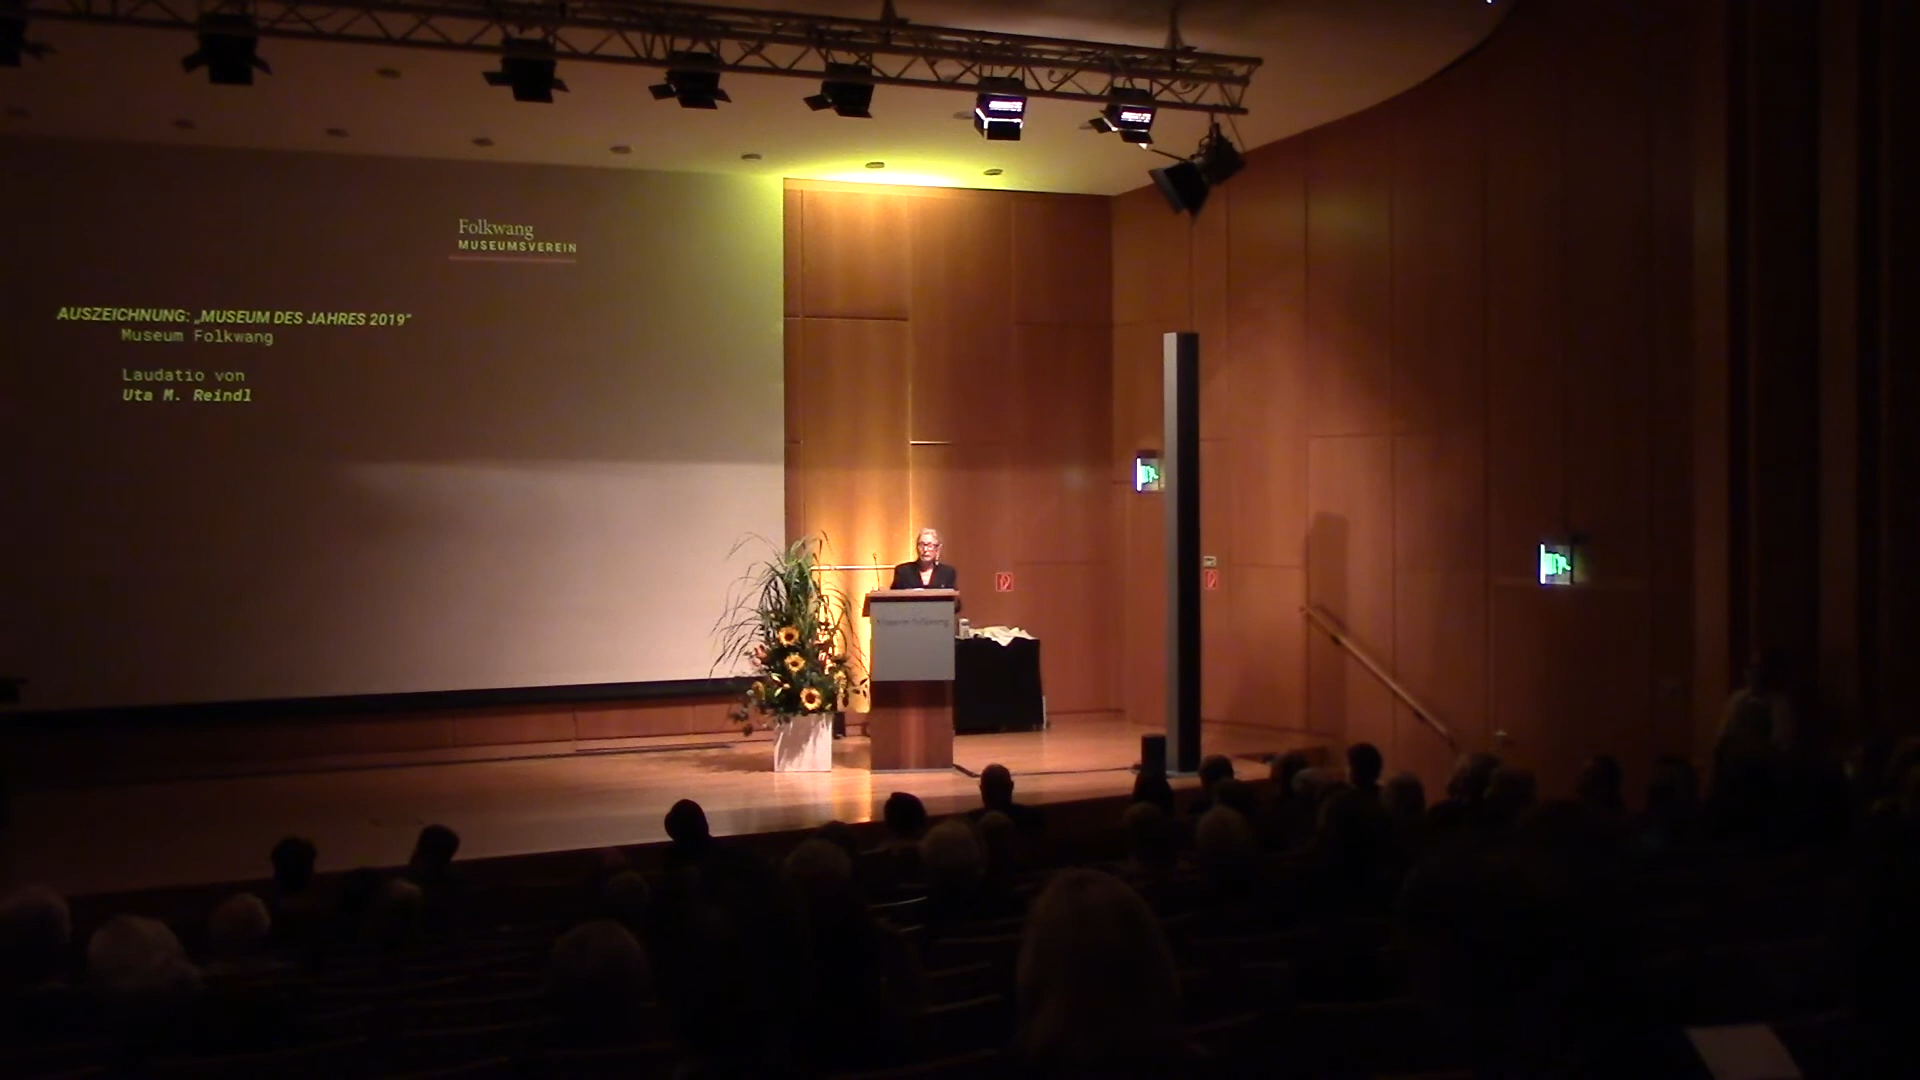 Folkwang
MUSEUMSVEREIN
AUSZEICHNUNG: „MUSEUM DES JAHRES 2019“
Museum Folkwang
Laudatio von
Uta M. Reindl
Museum Folkwang